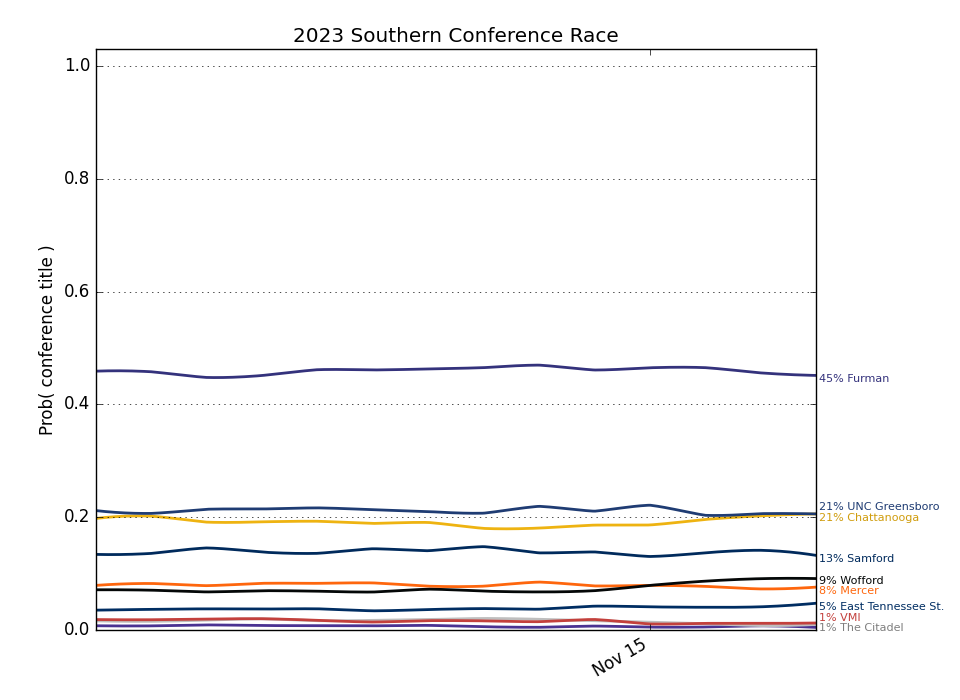 2023 Southern Conference Race
Prob( conference title )
1.0
0.8
0.6
0.4
0.2
0.0
45% Furman
21% UNC Greensboro
21% Chattanooga
13% Samford
9% Wofford
8% Mercer
5% East Tennessee St.
1% VMI
1% The Citadel
Nov 15